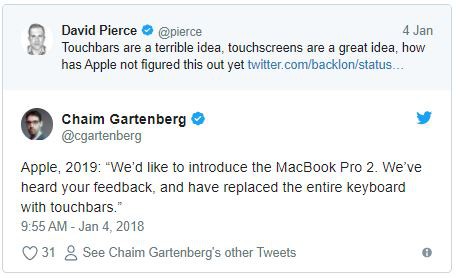 David Pierce @pierce 4 Jan
Touchbars are a terrible idea, touchscreens are a great idea, how
has Apple not figured this out yet twitter.com/backlon/status…
Chaim Gartenberg
@cgartenberg
Apple, 2019: “We’d like to introduce the MacBook Pro 2. We’ve
heard your feedback, and have replaced the entire keyboard
with touchbars.”
9:55 AM - Jan 4, 2018
31 See Chaim Gartenberg's other Tweets